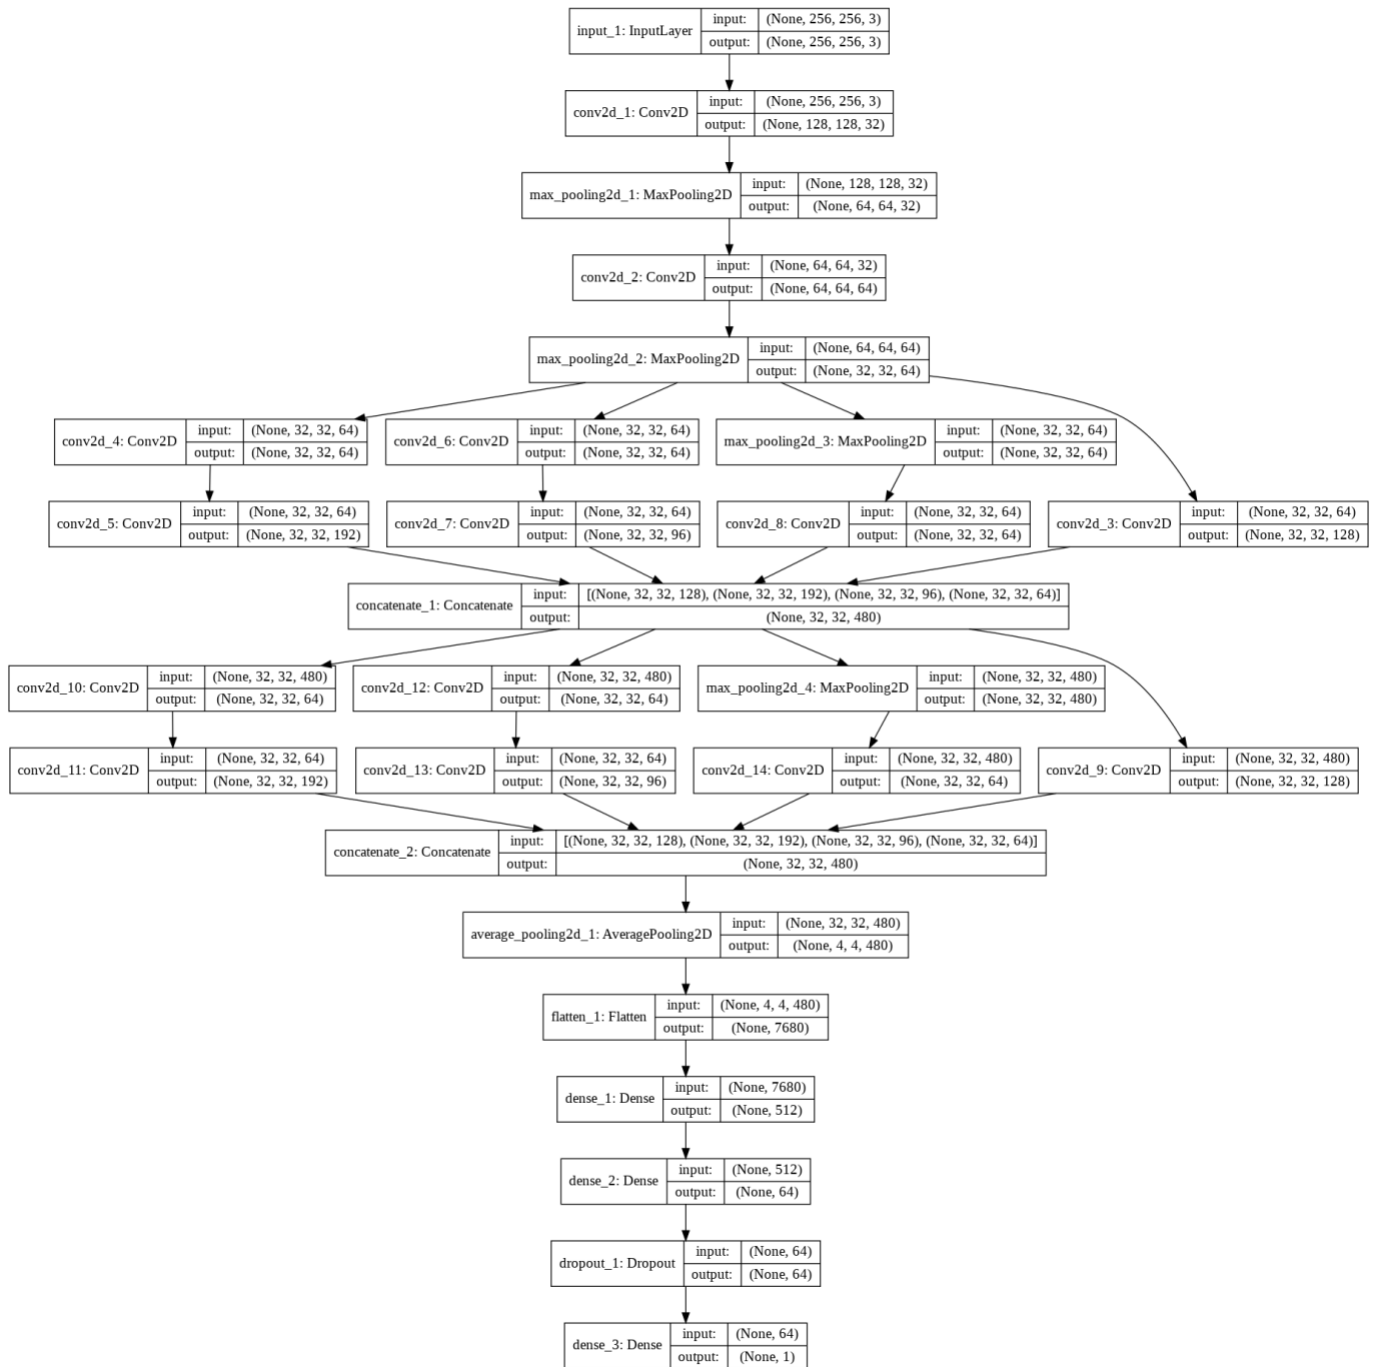 input_1: InputLayer
input: (None, 256, 256, 3)
output: (None, 256, 256, 3)
conv2d_1: Conv2D
input: (None, 256, 256, 3)
output: (None, 128, 128, 32)
max_pooling2d_1: MaxPooling2D
input: (None, 128, 128, 32)
output: (None, 64, 64, 32)
conv2d_2: Conv2D
input: (None, 64, 64, 32)
output: (None, 64, 64, 64)
max_pooling2d_2: MaxPooling2D
input: (None, 64, 64, 64)
output: (None, 32, 32, 64)
conv2d_4: Conv2D
input: (None, 32, 32, 64)
output: (None, 32, 32, 64)
conv2d_6: Conv2D
input: (None, 32, 32, 64)
output: (None, 32, 32, 64)
max_pooling2d_3: MaxPooling2D
input: (None, 32, 32, 64)
output: (None, 32, 32, 64)
conv2d_5: Conv2D
input: (None, 32, 32, 64)
output: (None, 32, 32, 192)
conv2d_7: Conv2D
input: (None, 32, 32, 64)
output: (None, 32, 32, 96)
conv2d_8: Conv2D
input: (None, 32, 32, 64)
output: (None, 32, 32, 64)
conv2d_3: Conv2D
input: (None, 32, 32, 64)
output: (None, 32, 32, 128)
concatenate_1: Concatenate
input: [(None, 32, 32, 128), (None, 32, 32, 192), (None, 32, 32, 96), (None, 32, 32, 64)]
output: (None, 32, 32, 480)
conv2d_10: Conv2D
input: (None, 32, 32, 480)
output: (None, 32, 32, 64)
conv2d_12: Conv2D
input: (None, 32, 32, 480)
output: (None, 32, 32, 64)
max_pooling2d_4: MaxPooling2D
input: (None, 32, 32, 480)
output: (None, 32, 32, 480)
conv2d_11: Conv2D
input: (None, 32, 32, 64)
output: (None, 32, 32, 192)
conv2d_13: Conv2D
input: (None, 32, 32, 64)
output: (None, 32, 32, 96)
conv2d_14: Conv2D
input: (None, 32, 32, 480)
output: (None, 32, 32, 64)
conv2d_9: Conv2D
input: (None, 32, 32, 480)
output: (None, 32, 32, 128)
concatenate_2: Concatenate
input: [(None, 32, 32, 128), (None, 32, 32, 192), (None, 32, 32, 96), (None, 32, 32, 64)]
output: (None, 32, 32, 480)
average_pooling2d_1: AveragePooling2D
input: (None, 32, 32, 480)
output: (None, 4, 4, 480)
flatten_1: Flatten
input: (None, 4, 4, 480)
output: (None, 7680)
dense_1: Dense
input: (None, 7680)
output: (None, 512)
dense_2: Dense
input: (None, 512)
output: (None, 64)
dropout_1: Dropout
input: (None, 64)
output: (None, 64)
dense_3: Dense
input: (None, 64)
output: (None, 1)